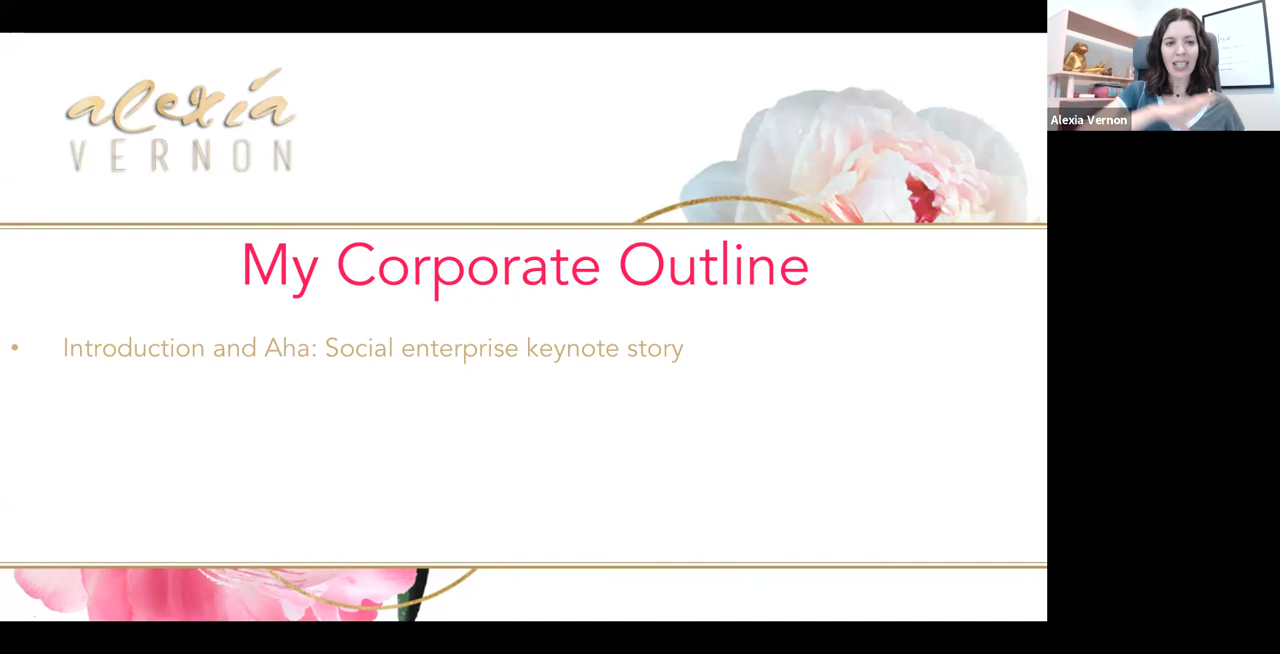 alexia
VERNON
Alexia Vernon
My Corporate Outline
• Introduction and Aha: Social enterprise keynote story